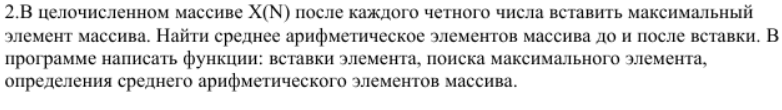 2.В целочисленном массиве X(N) после каждого четного числа вставить максимальный
элемент массива. Найти среднее арифметическое элементов массива до и после вставки. В
программе написать функции: вставки элемента, поиска максимального элемента,
определения среднего арифметического элементов массива.